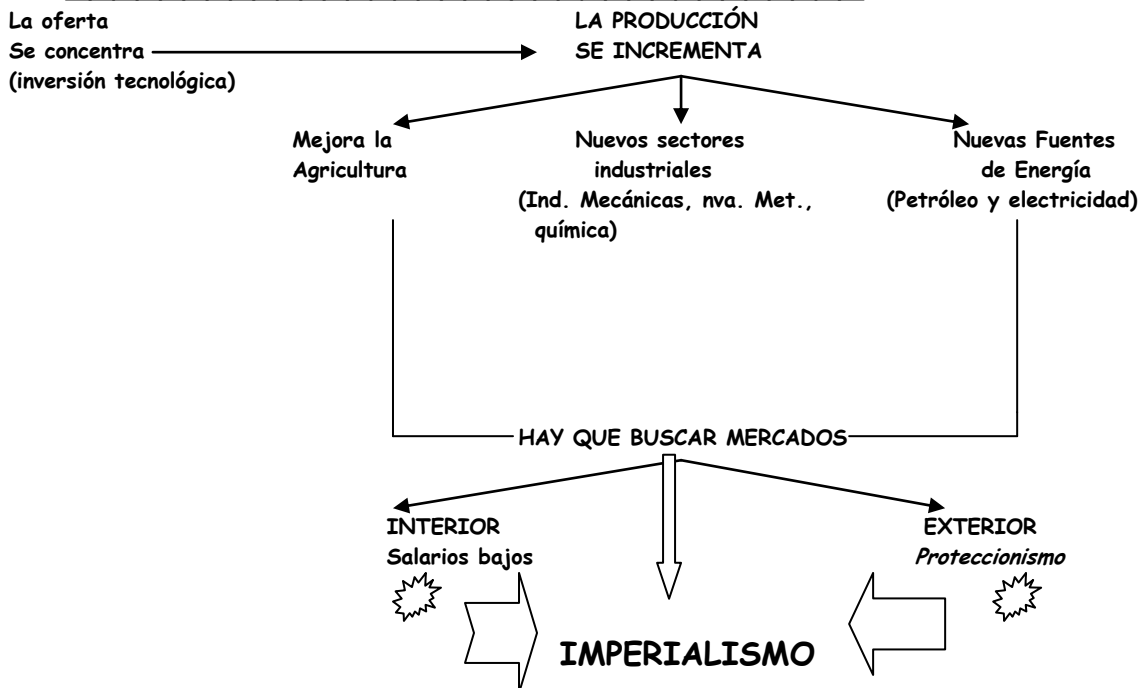 La oferta
Se concentra
(inversión tecnológica)
LA PRODUCCIÓN
SE INCREMENTA
Mejora la
Agricultura
Nuevos sectores
industriales
(Ind. Mecánicas, nva. Met.,
química)
Nuevas Fuentes
de Energía
(Petróleo y electricidad)
HAY QUE BUSCAR MERCADOS
INTERIOR
Salarios bajos
EXTERIOR
Proteccionismo
IMPERIALISMO